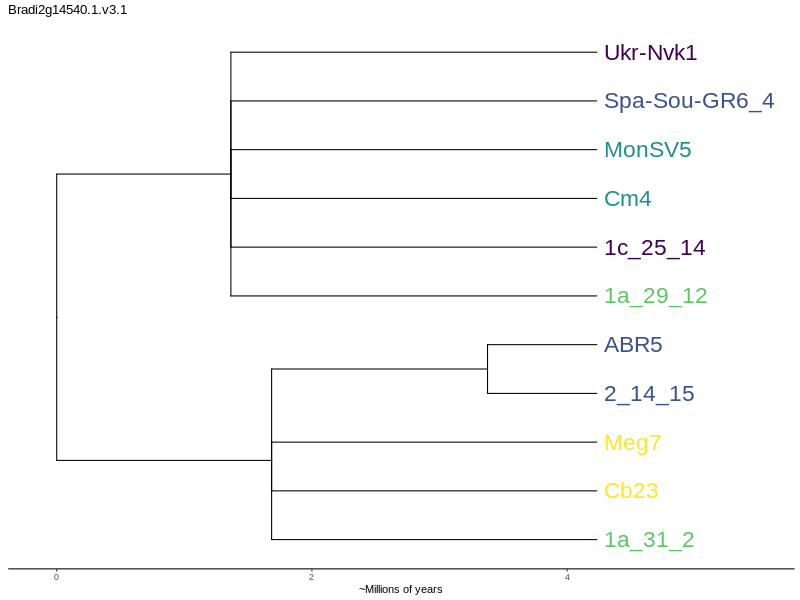 Bradi2g14540.1.v3.1
Ukr-Nvk1
Spa-Sou-GR6_4
MonSV5
Cm4
1c_25_14
1a_29_12
ABR5
2_14_15
Meg7
Cb23
1a_31_2
0 2 4
~Millions of years